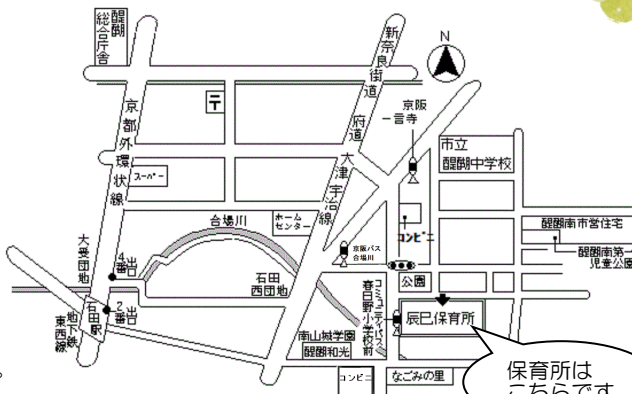 醍醐総合庁舎
新奈良街道
N
〒
京都外環状線
府道
大津宇治線
京阪
一言寺
市立
醍醐中学校
スーパー
合場川
ホーム
センター
京阪バス
合場川
コンビニ
醍醐南市営住宅
醍醐南第一
児童公園
大受団地
4番出口
石田
西団地
公園
コミュニティバス
春日野小学校前
辰巳保育所
2番出口
石田駅
地下鉄
東西線
南山城学園
醍醐和光
コンビニ
なごみの里
保育所は
こちらです
。